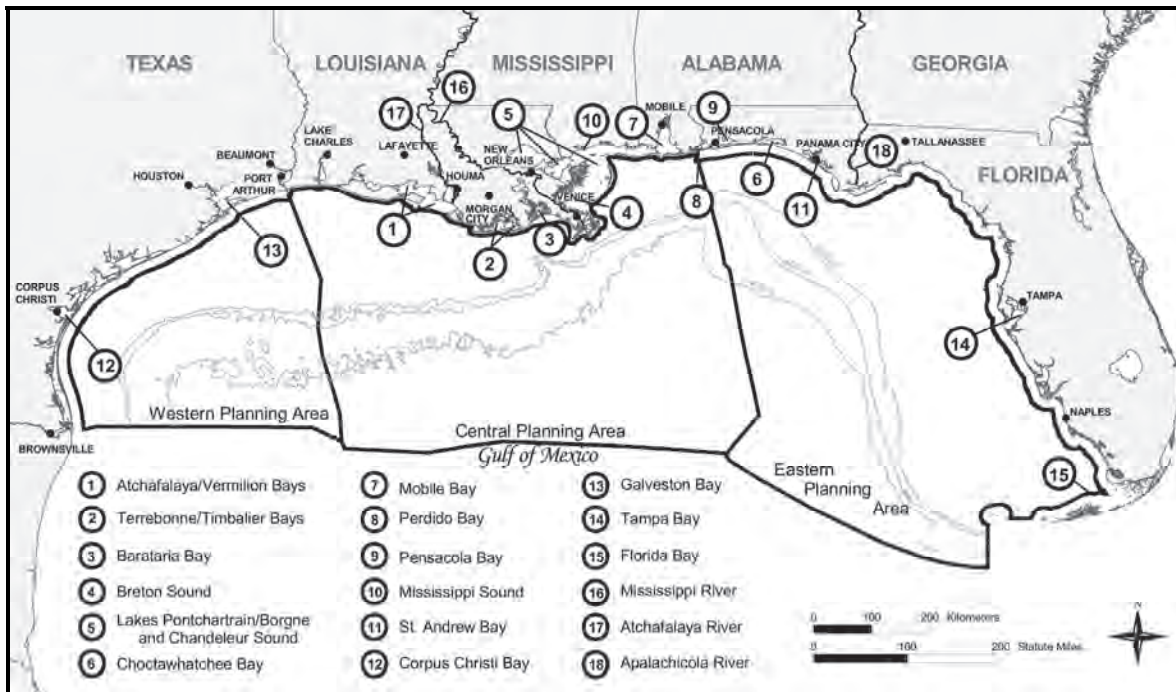 TEXAS
LOUISIANA
MISSISSIPPI
ALABAMA
GEORGIA
16
17
5
10
7
MOBILE
9
PENSACOLA
PANAMA CITY
18
TALLANASSEE
LAKE
CHARLES
LAFAYETTE
NEW
ORLEANS
BEAUMONT
PORT
ARTHUR
HOUSTON
HOUMA
MORGAN
CITY
VENICE
FLORIDA
13
1
2
3
4
8
6
11
CORPUS
CHRISTI
12
TAMPA
14
NAPLES
15
BROWNSVILLE
Western Planning Area
Central Planning Area
Gulf of Mexico
Eastern
Planning
Area
1 Atchafalaya/Vermilion Bays
2 Terrebonne/Timbalier Bays
3 Barataria Bay
4 Breton Sound
5 Lakes Pontchartrain/Borgne
and Chandeleur Sound
6 Choctawhatchee Bay
7 Mobile Bay
8 Perdido Bay
9 Pensacola Bay
10 Mississippi Sound
11 St. Andrew Bay
12 Corpus Christi Bay
13 Galveston Bay
14 Tampa Bay
15 Florida Bay
16 Mississippi River
17 Atchafalaya River
18 Apalachicola River
0 100 200 Kilometers
0 100 200 Statute Miles
N